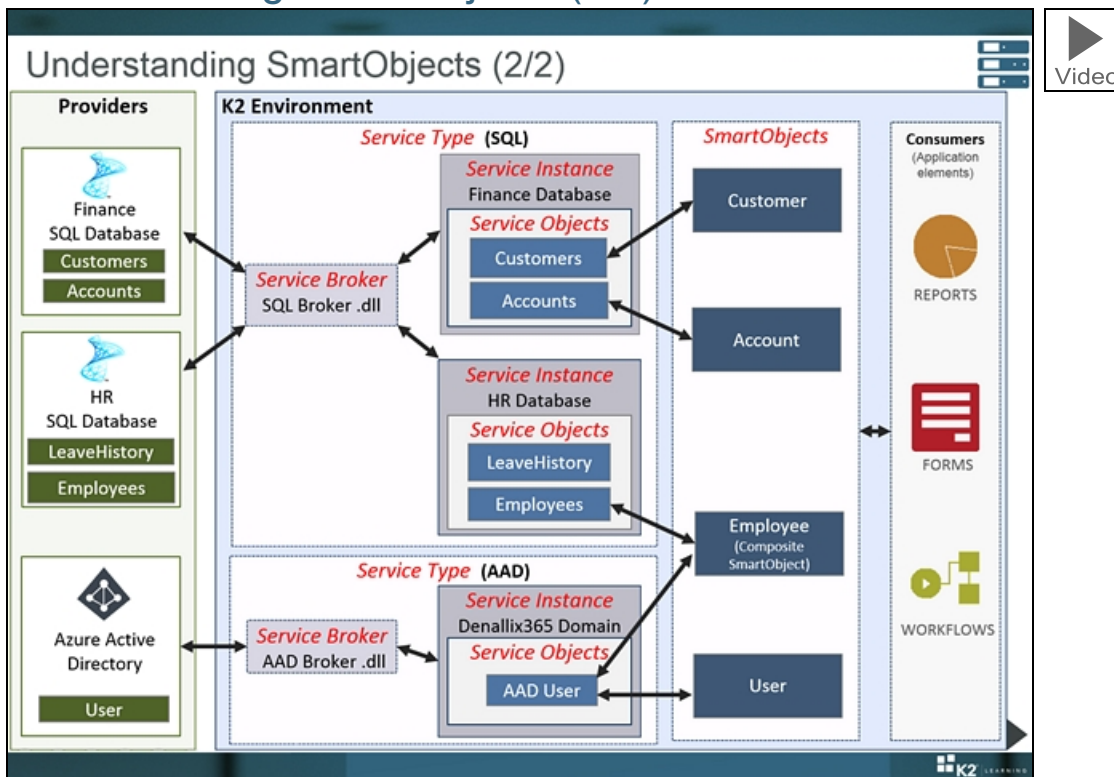 Understanding SmartObjects (2/2)
Video
Providers
Finance
SQL Database
Customers
Accounts
HR
SQL Database
LeaveHistory
Employees
Azure Active
Directory
User
K2 Environment
Service Type (SQL)
Service Broker
SQL Broker .dll
Service Instance
Finance Database
Service Objects
Customers
Accounts
Service Instance
HR Database
Service Objects
LeaveHistory
Employees
Service Type (AAD)
Service Broker
AAD Broker .dll
Service Instance
Denallix365 Domain
Service Objects
AAD User
SmartObjects
Customer
Account
Employee
(Composite
SmartObject)
User
Consumers
(Application
elements)
REPORTS
FORMS
WORKFLOWS
K2 LEARNING